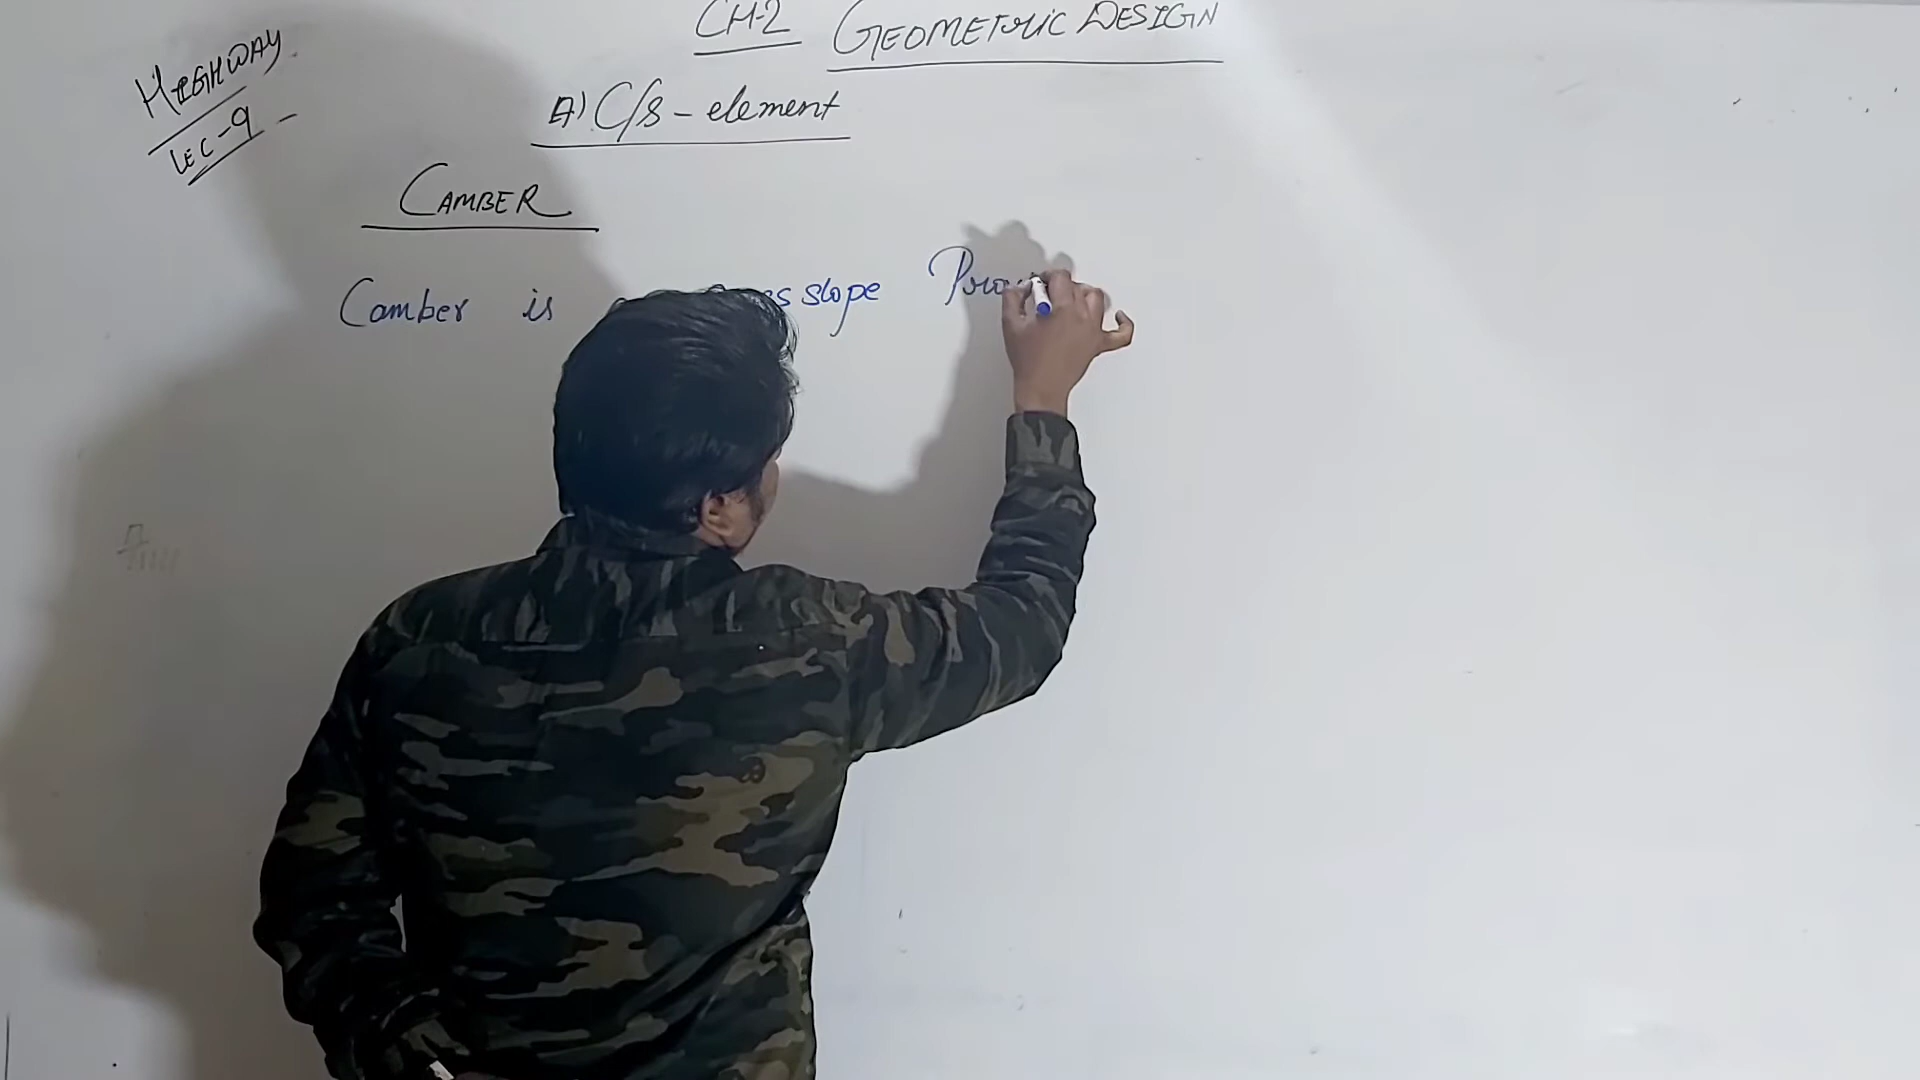 CH-2 GEOMETRIC DESIGN
HIGHWAY
LEC-9
A) C/S - element
CAMBER
Camber is slope